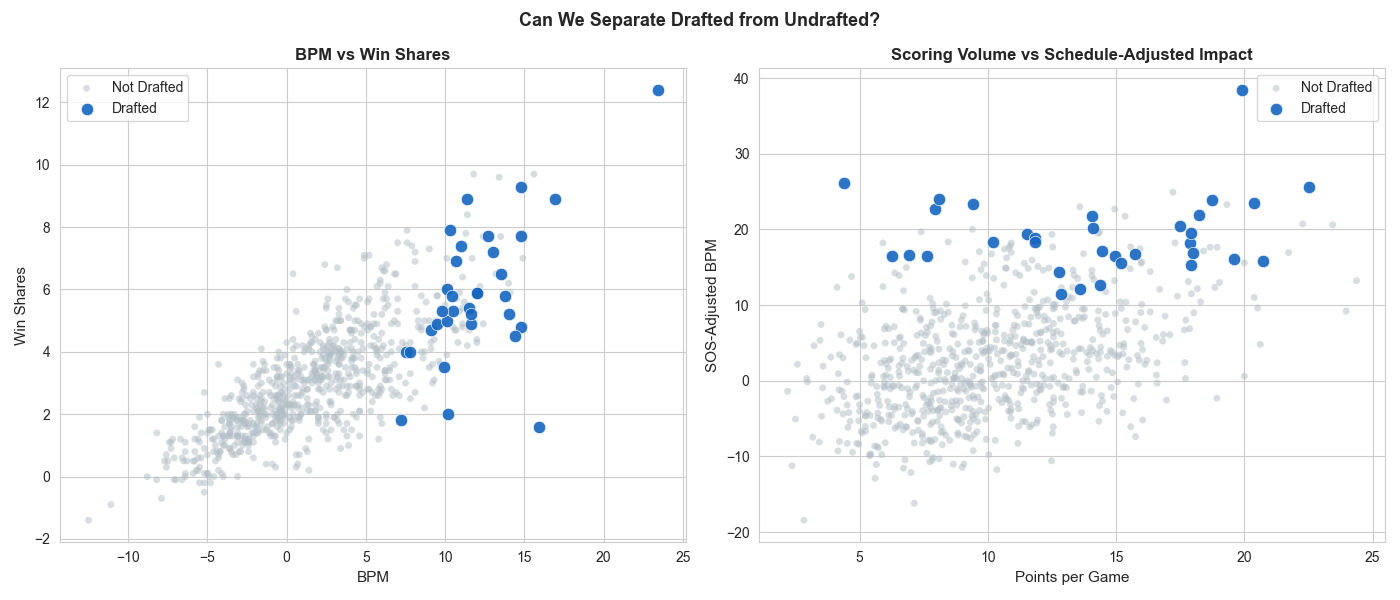 Can We Separate Drafted from Undrafted?
BPM vs Win Shares
Not Drafted
Drafted
12
10
8
6
4
2
0
−2
Win Shares
−10
−5
0
5
10
15
20
25
BPM
Scoring Volume vs Schedule-Adjusted Impact
Not Drafted
Drafted
40
30
20
10
0
−10
−20
SOS-Adjusted BPM
5
10
15
20
25
Points per Game